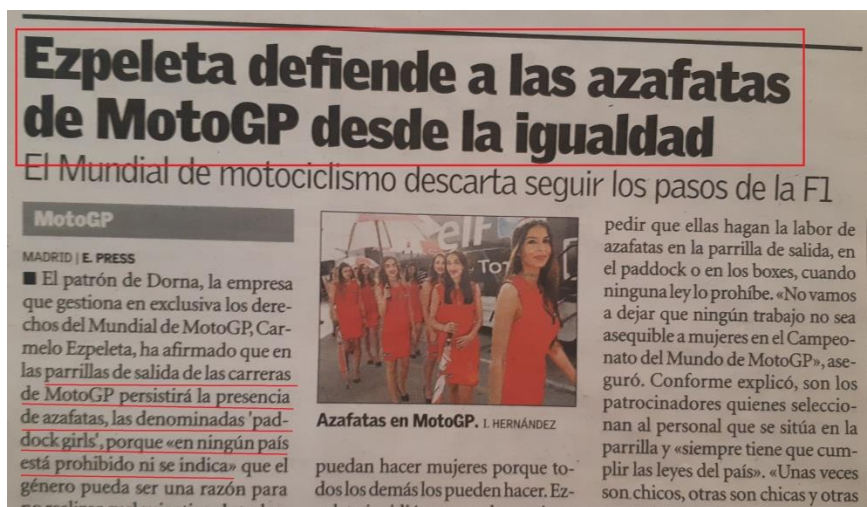 Ezpeleta defiende a las azafatas
de MotoGP desde la igualdad
El Mundial de motociclismo descarta seguir los pasos de la F1
MotoGP
MADRID | E. PRESS
■ El patrón de Dorna, la empresa
que gestiona en exclusiva los dere-
chos del Mundial de MotoGP, Car-
melo Ezpeleta, ha afirmado que en
las parrillas de salida de las carreras
de MotoGP persistirá la presencia
de azafatas, las denominadas 'pad-
dock girls', porque «en ningún país
está prohibido ni se indica» que el
género pueda ser una razón para
elf
Azafatas en MotoGP. I. HERNÁNDEZ
puedan hacer mujeres porque to-
dos los demás los pueden hacer. Ez-
pedir que ellas hagan la labor de
azafatas en la parrilla de salida, en
el paddock o en los boxes, cuando
ninguna ley lo prohíbe. «No vamos
a dejar que ningún trabajo no sea
asequible a mujeres en el Campeo-
nato del Mundo de MotoGP», ase-
guró. Conforme explicó, son los
patrocinadores quienes seleccio-
nan al personal que se sitúa en la
parrilla y «siempre tiene que cum-
plir las leyes del país». «Unas veces
son chicos, otras son chicas y otras